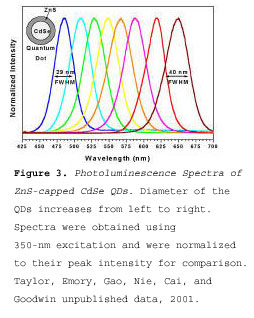 ZnS
CdSe
Quantum
Dot
29 nm
FWHM
40 nm
FWHM
Normalized Intensity
425 450 475 500 525 550 575 600 625 650 675 700
Wavelength (nm)
Figure 3. Photoluminescence Spectra of
ZnS-capped CdSe QDs. Diameter of the
QDs increases from left to right.
Spectra were obtained using
350-nm excitation and were normalized
to their peak intensity for comparison.
Taylor, Emory, Gao, Nie, Cai, and
Goodwin unpublished data, 2001.